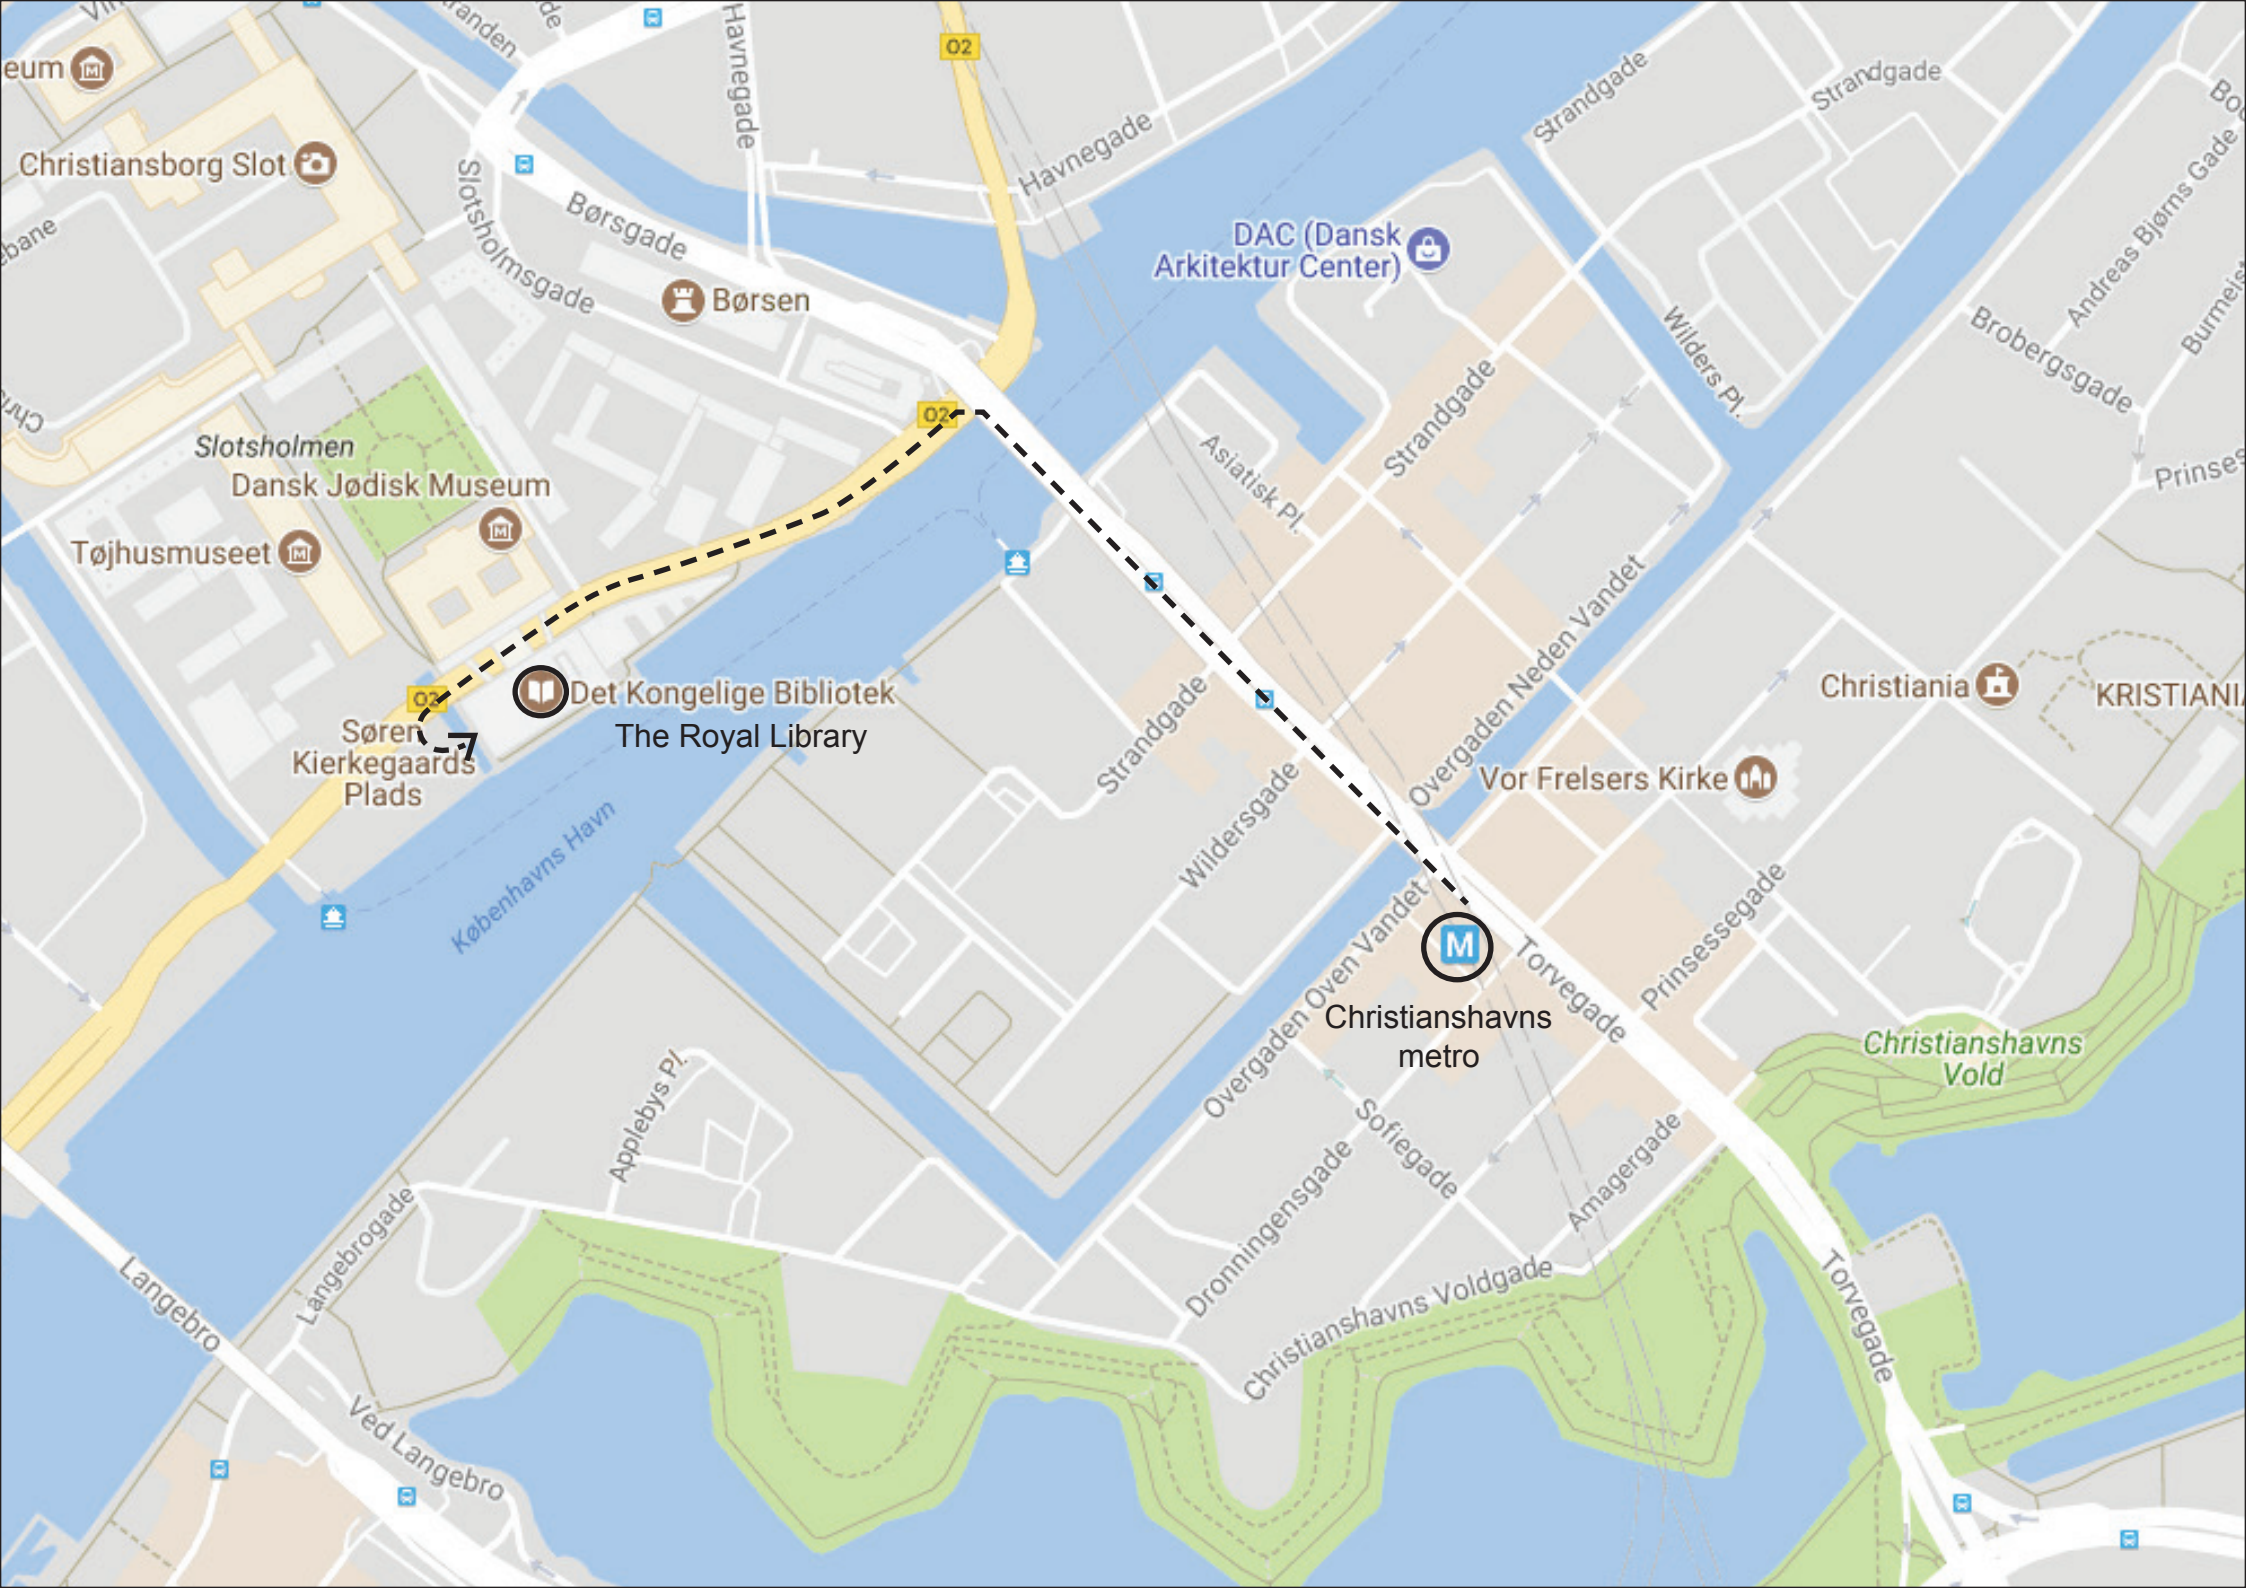 eum
Havnegade
O2
Strandgade
Strandgade
Christiansborg Slot
Havnegade
Andreas Bjørns Gade
Slotsholmsgade
Børsgade
DAC (Dansk
Arkitektur Center)
Børsen
Wilders Pl.
Brobergsgade
Strandgade
O2
Slotsholmen
Asiatisk Pl.
Dansk Jødisk Museum
Tøjhusmuseet
Overgaden Neden Vandet
Det Kongelige Bibliotek
The Royal Library
Christiania
KRISTIANI
Søren
Kierkegaards
Plads
Strandgade
Vor Frelsers Kirke
Wildersgade
Københavns Havn
M
Overgaden Oven Vandet
Torvegade
Prinsessegade
Christianshavns
metro
Christianshavns
Vold
Applebys Pl.
Sofiegade
Amagergade
Dronningensgade
Langebrogade
Langebro
Christianshavns Voldgade
Torvegade
Ved Langebro